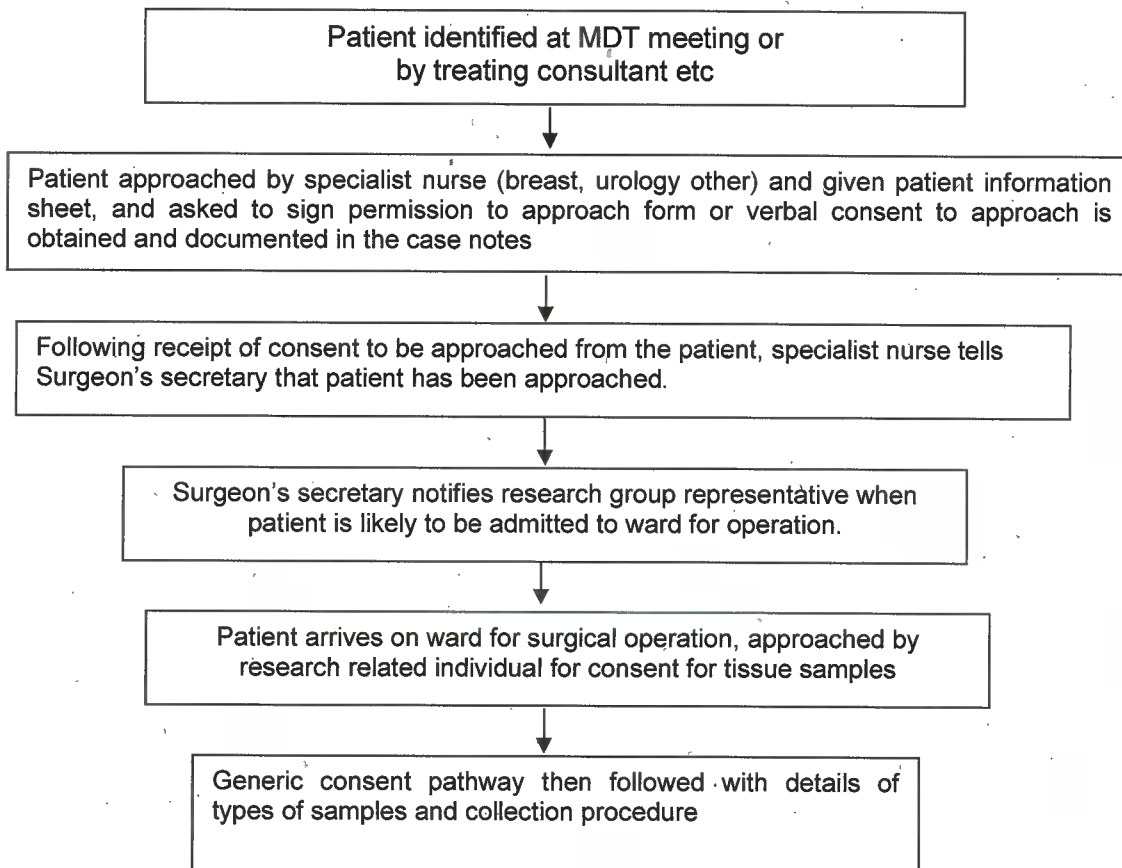 Patient identified at MDT meeting or
by treating consultant etc
Patient approached by specialist nurse (breast, urology other) and given patient information
sheet, and asked to sign permission to approach form or verbal consent to approach is
obtained and documented in the case notes
Following receipt of consent to be approached from the patient, specialist nurse tells
Surgeon's secretary that patient has been approached.
Surgeon's secretary notifies research group representative when
patient is likely to be admitted to ward for operation.
Patient arrives on ward for surgical operation, approached by
research related individual for consent for tissue samples
Generic consent pathway then followed with details of
types of samples and collection procedure